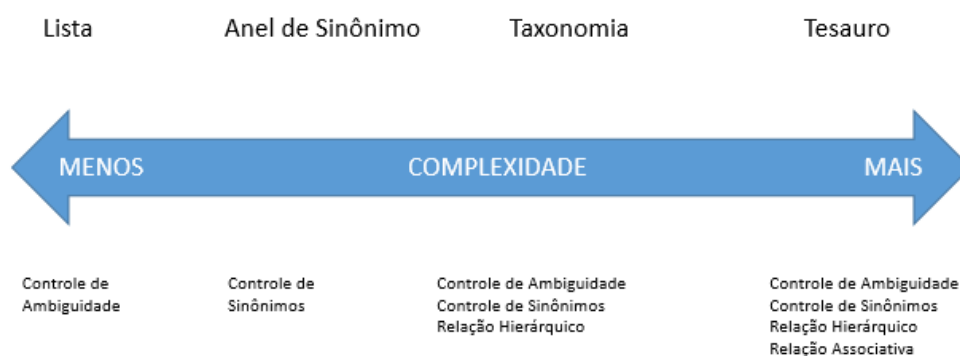 Lista Anel de Sinônimo Taxonomia Tesauro
MENOS COMPLEXIDADE MAIS
Controle de
Ambiguidade
Controle de
Sinônimos
Controle de Ambiguidade
Controle de Sinônimos
Relação Hierárquico
Controle de Ambiguidade
Controle de Sinônimos
Relação Hierárquico
Relação Associativa